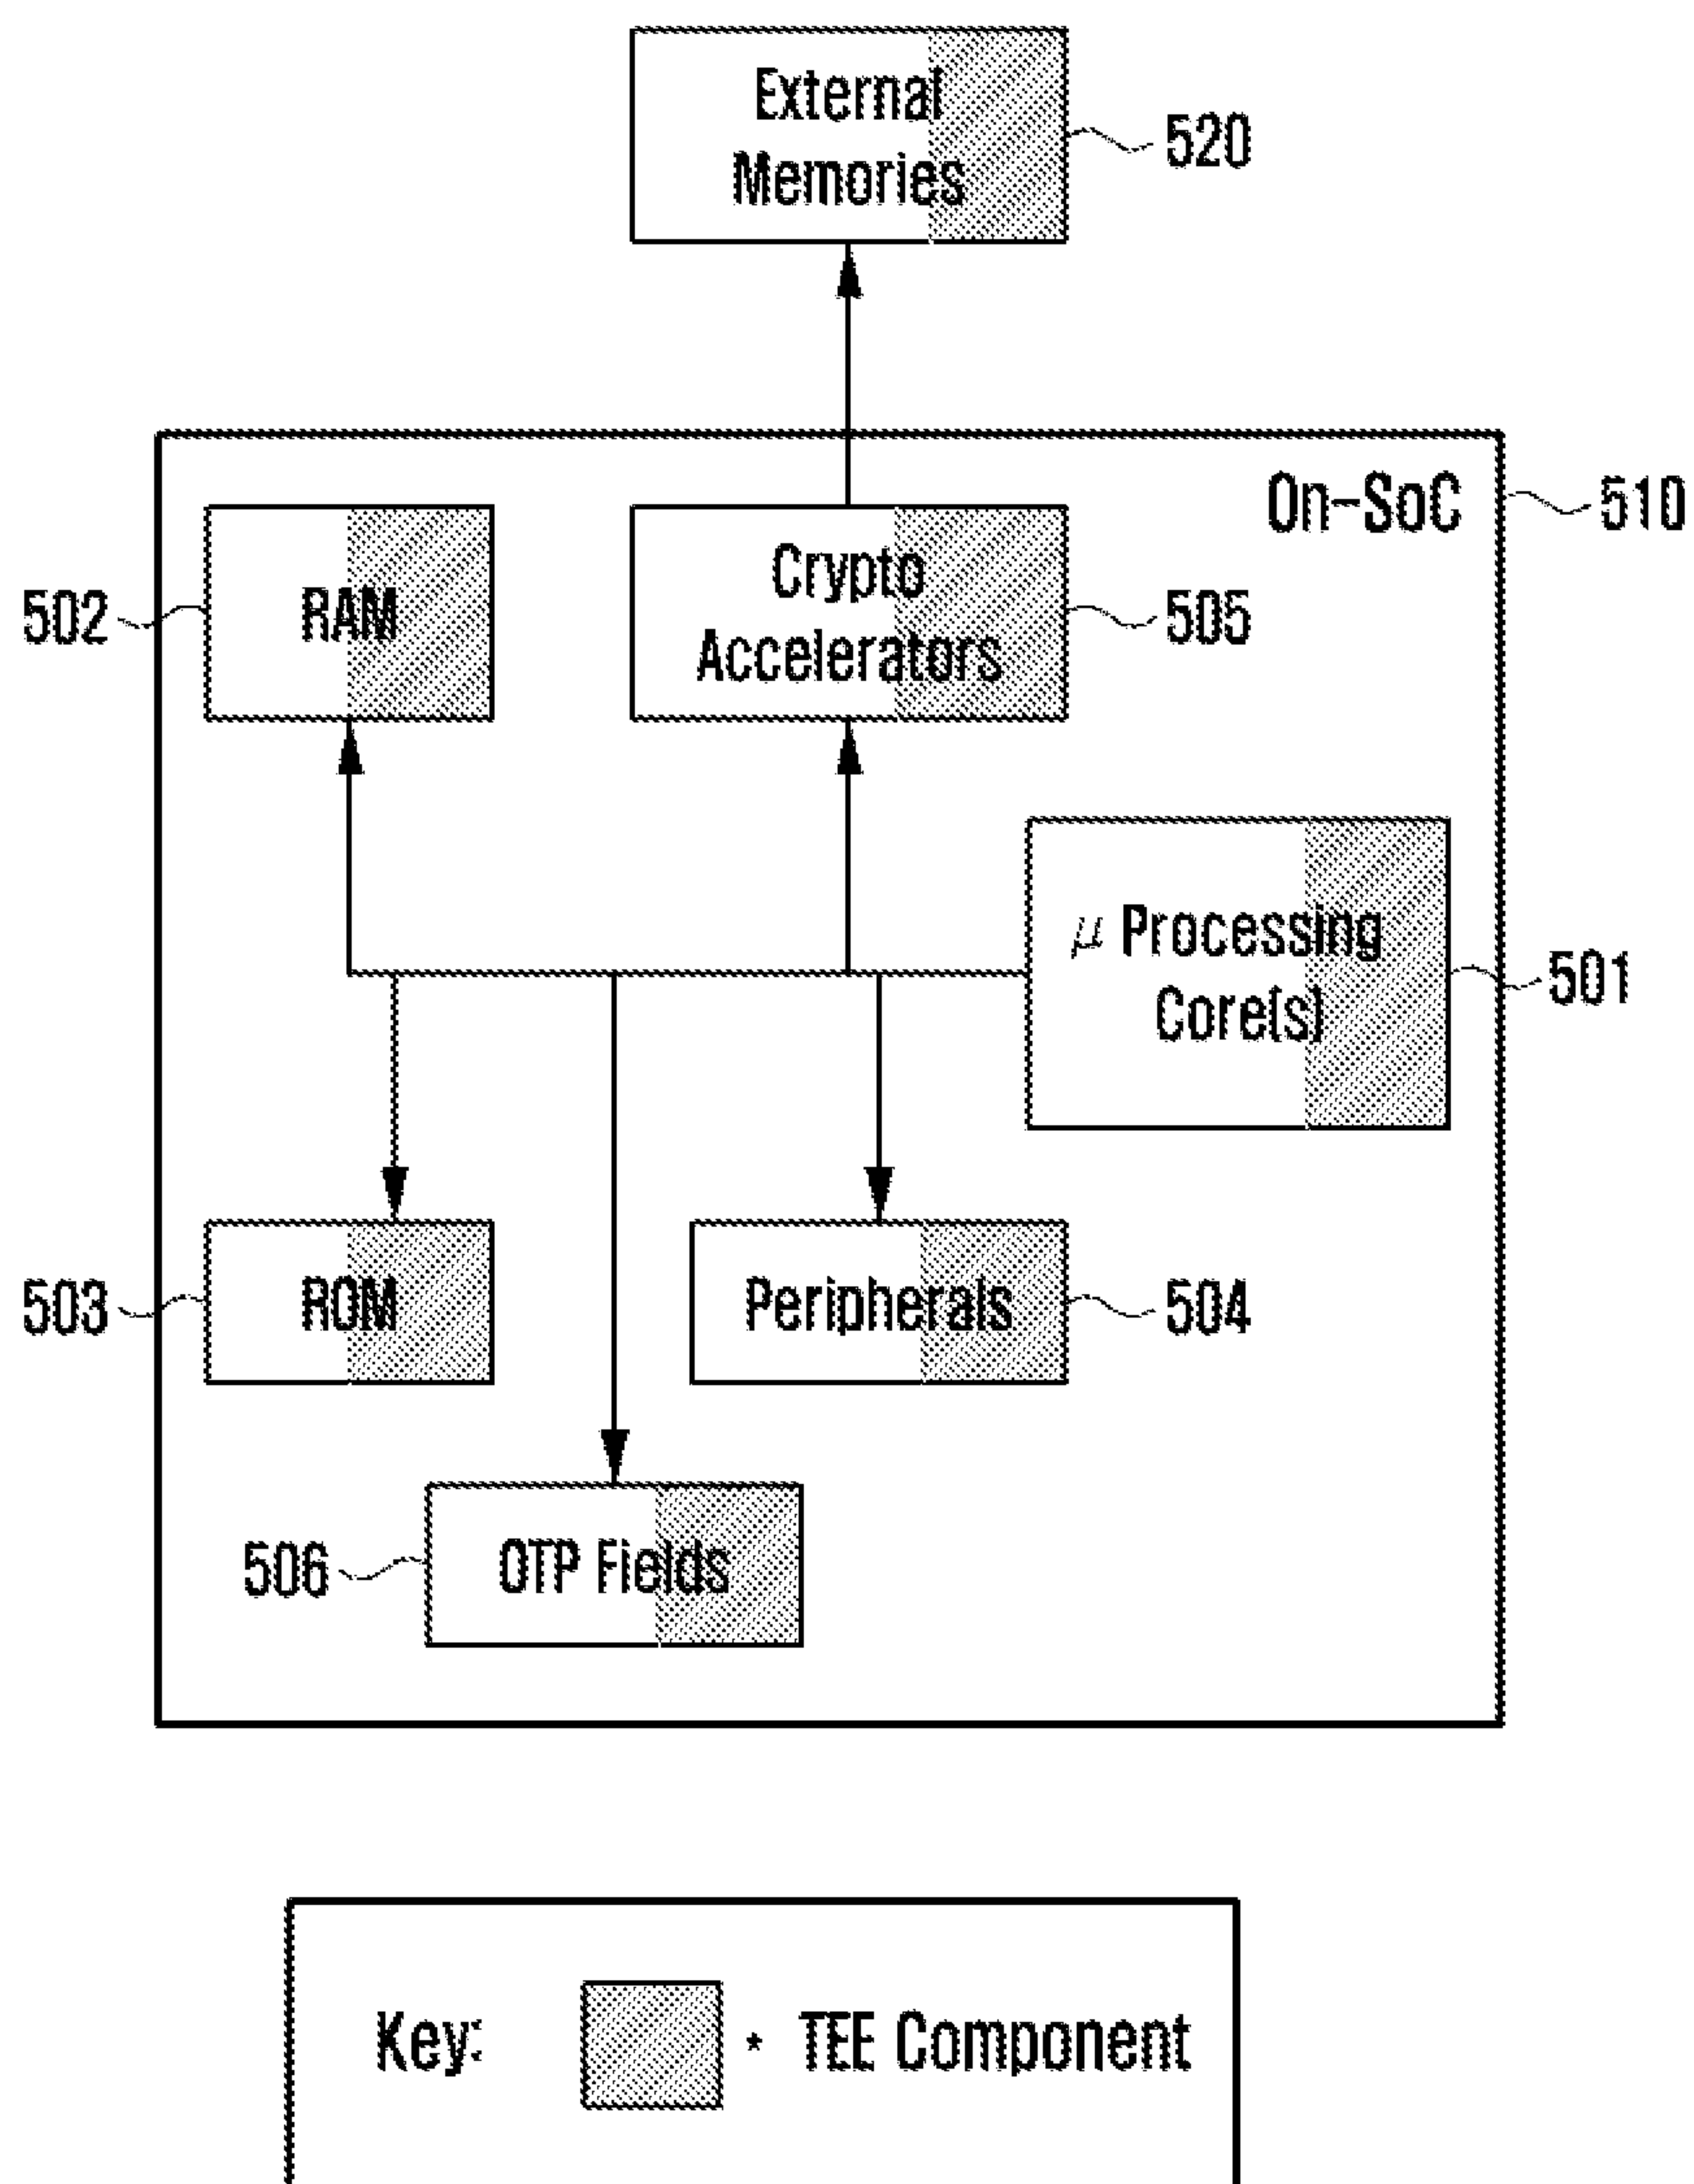 External
Memories
520
On-SoC
510
502
RAM
Crypto
Accelerators
505
μ Processing
Core(s)
501
503
ROM
Peripherals
504
506
OTP Fields
Key:
* TEE Component